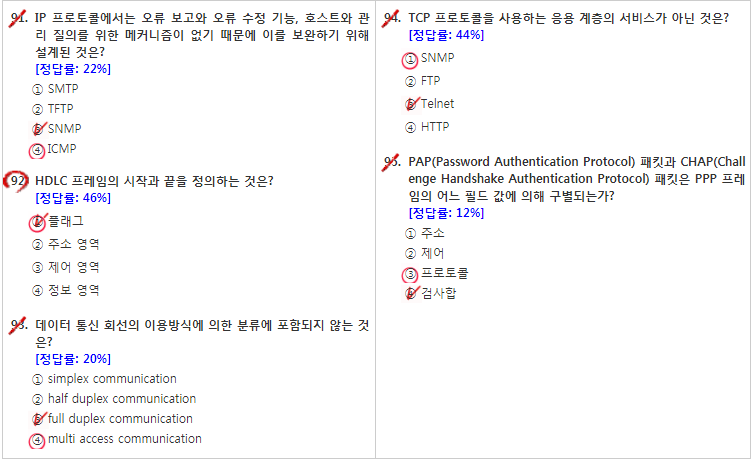 91. IP 프로토콜에서는 오류 보고와 오류 수정 기능, 호스트와 관
리 질의를 위한 메커니즘이 없기 때문에 이를 보완하기 위해
설계된 것은?
[정답률: 22%]
① SMTP
② TFTP
③ SNMP
④ ICMP
92. HDLC 프레임의 시작과 끝을 정의하는 것은?
[정답률: 46%]
① 플래그
② 주소 영역
③ 제어 영역
④ 정보 영역
93. 데이터 통신 회선의 이용방식에 의한 분류에 포함되지 않는 것
은?
[정답률: 20%]
① simplex communication
② half duplex communication
③ full duplex communication
④ multi access communication
94. TCP 프로토콜을 사용하는 응용 계층의 서비스가 아닌 것은?
[정답률: 44%]
① SNMP
② FTP
③ Telnet
④ HTTP
95. PAP(Password Authentication Protocol) 패킷과 CHAP(Chall
enge Handshake Authentication Protocol) 패킷은 PPP 프레
임의 어느 필드 값에 의해 구별되는가?
[정답률: 12%]
① 주소
② 제어
③ 프로토콜
④ 검사합